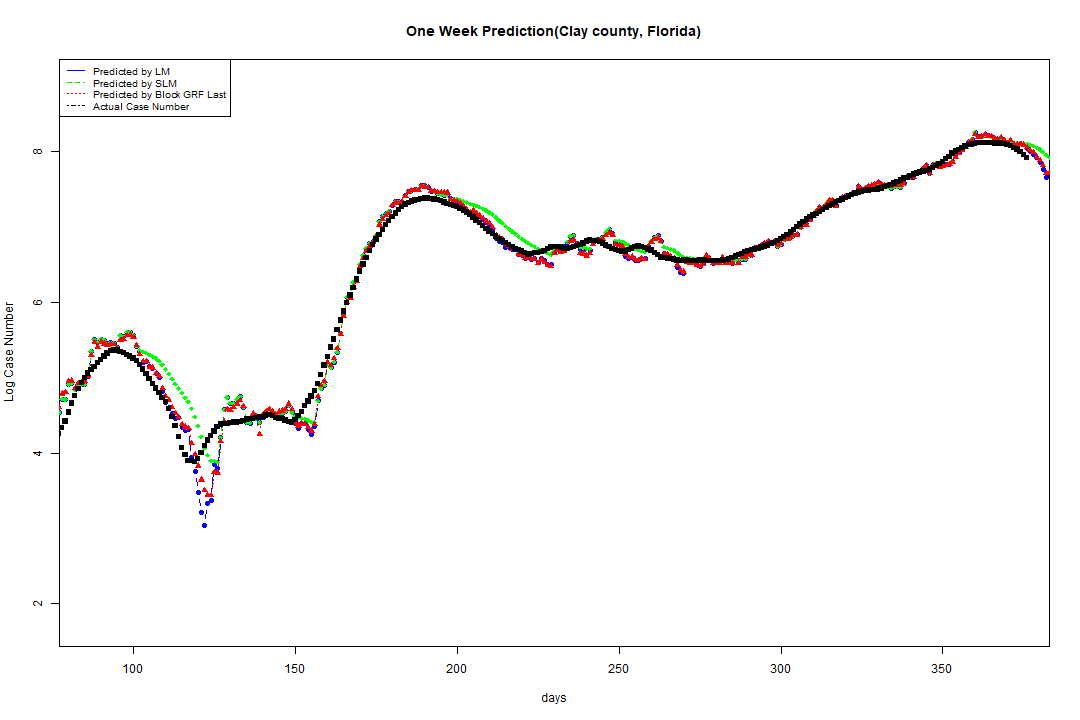 One Week Prediction(Clay county, Florida)
Predicted by LM
Predicted by SLM
Predicted by Block GRF Last
Actual Case Number
8
6
4
2
Log Case Number
100 150 200 250 300 350
days